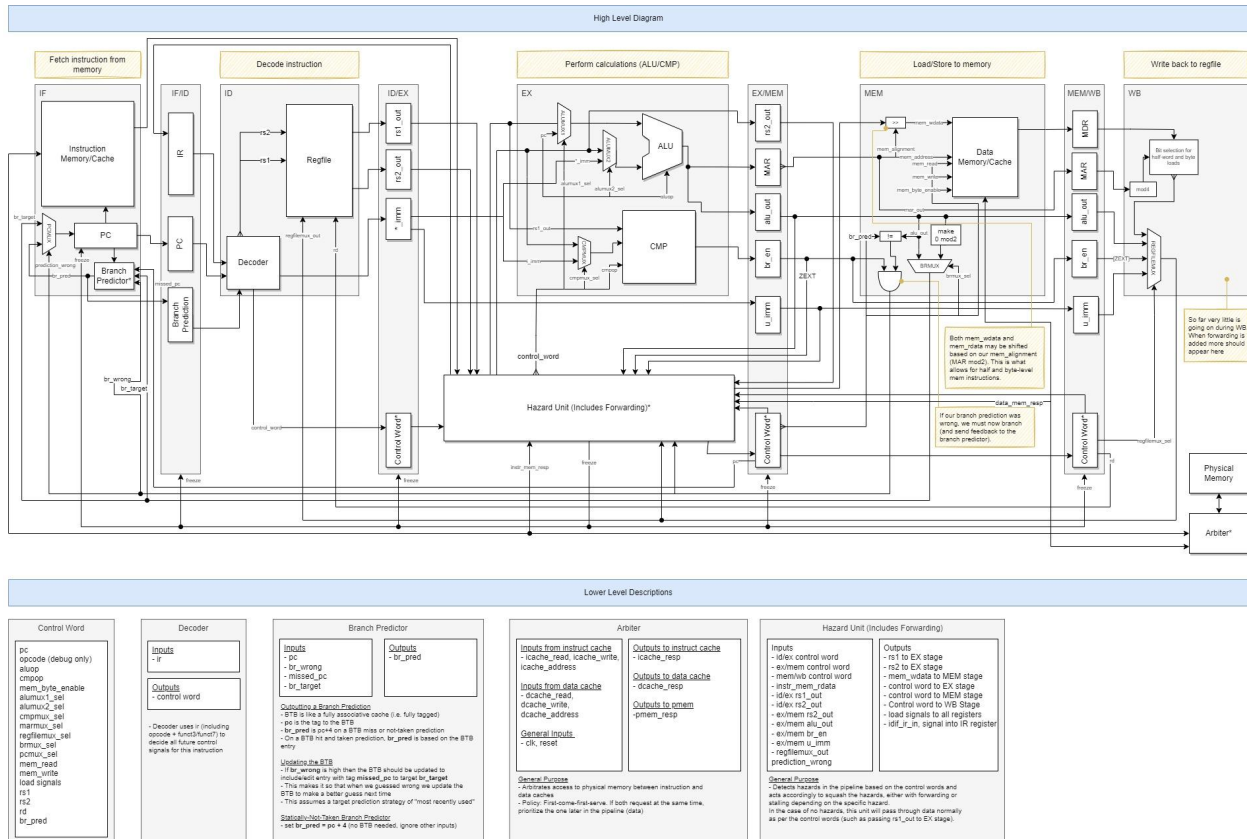 High Level Diagram
Fetch instruction from
memory
Decode instruction
Perform calculations (ALU/CMP)
Load/Store to memory
Write back to regfile
IF
IF/ID
ID
ID/EX
EX
EX/MEM
MEM
MEM/WB
WB
Instruction
Memory/Cache
br_target
PCMUX
PC
freeze
prediction_wrong
br_pred
Branch
Predictor*
missed_pc
br_wrong
br_target
IR
PC
Branch
Prediction
rs2
rs1
Regfile
regfilemux_out
rd
Decoder
control_word
rs1_out
rs2_out
*_imm
Control Word*
ALUMUX1
pc
ALUMUX2
*_imm
alumux1_sel
alumux2_sel
ALU
aluop
rs1_out
i_imm
CMPMUX
cmpop
cmpmux_sel
CMP
control_word
Hazard Unit (Includes Forwarding)*
instr_mem_resp
freeze
rs2_out
MAR
alu_out
br_en
u_imm
pc
Control Word*
mem_wdata
mem_alignment
mem_address
mem_read
mem_write
mem_byte_enable
Data
Memory/Cache
mar_out
alu_out
br_pred
!=
make
0 mod2
BRMUX
brmux_sel
ZEXT
Both mem_wdata and
mem_rdata may be shifted
based on our mem_alignment
(MAR mod2). This is what
allows for half and byte-level
mem instructions.
If our branch prediction was
wrong, we must now branch
(and send feedback to the
branch predictor).
data_mem_resp
MDR
MAR
alu_out
br_en
u_imm
Control Word*
Bit selection for
half-word and byte
loads
mod4
REGFILEMUX
(ZEXT)
regfilemux_sel
rd
So far very little is
going on during WB.
When forwarding is
added more should
appear here
freeze
freeze
freeze
freeze
freeze
Physical
Memory
Arbiter*
Lower Level Descriptions
Control Word
pc
opcode (debug only)
aluop
cmpop
mem_byte_enable
alumux1_sel
alumux2_sel
cmpmux_sel
marmux_sel
regfilemux_sel
brmux_sel
pcmux_sel
mem_read
mem_write
load signals
rs1
rs2
rd
br_pred
Decoder
Inputs
- ir
Outputs
- control word
- Decoder uses ir (including
opcode + funct3/funct7) to
decide all future control
signals for this instruction
Branch Predictor
Inputs
- pc
- br_wrong
- missed_pc
- br_target
Outputs
- br_pred
Outputting a Branch Prediction
- BTB is like a fully associative cache (i.e. fully tagged)
- pc is the tag to the BTB
- br_pred is pc+4 on a BTB miss or not-taken prediction
- On a BTB hit and taken prediction, br_pred is based on the BTB
entry
Updating the BTB
- If br_wrong is high then the BTB should be updated to
include/edit entry with tag missed_pc to target br_target
- This makes it so that when we guessed wrong we update the
BTB to make a better guess next time
- This assumes a target prediction strategy of "most recently used"
Statically-Not-Taken Branch Predictor
- set br_pred = pc + 4 (no BTB needed, ignore other inputs)
Arbiter
Inputs from instruct cache
- icache_read, icache_write,
icache_address
Inputs from data cache
- dcache_read,
dcache_write,
dcache_address
General Inputs
- clk, reset
Outputs to instruct cache
- icache_resp
Outputs to data cache
- dcache_resp
Outputs to pmem
-pmem_resp
General Purpose
- Arbitrates access to physical memory between instruction and
data caches
- Policy: First-come-first-serve. If both request at the same time,
prioritize the one later in the pipeline (data)
Hazard Unit (Includes Forwarding)
Inputs
- id/ex control word
- ex/mem control word
- mem/wb control word
- instr_mem_rdata
- id/ex rs1_out
- id/ex rs2_out
- ex/mem rs2_out
- ex/mem alu_out
- ex/mem br_en
- ex/mem u_imm
- regfilemux_out
prediction_wrong
Outputs
- rs1 to EX stage
- rs2 to EX stage
- mem_wdata to MEM stage
- control word to EX stage
- control word to MEM stage
- Control word to WB Stage
- load signals to all registers
- idif_ir_in, signal into IR register
General Purpose
- Detects hazards in the pipeline based on the control words and
acts accordingly to squash the hazards, either with forwarding or
stalling depending on the specific hazard.
In the case of no hazards, this unit will pass through data normally
as per the control words (such as passing rs1_out to EX stage).